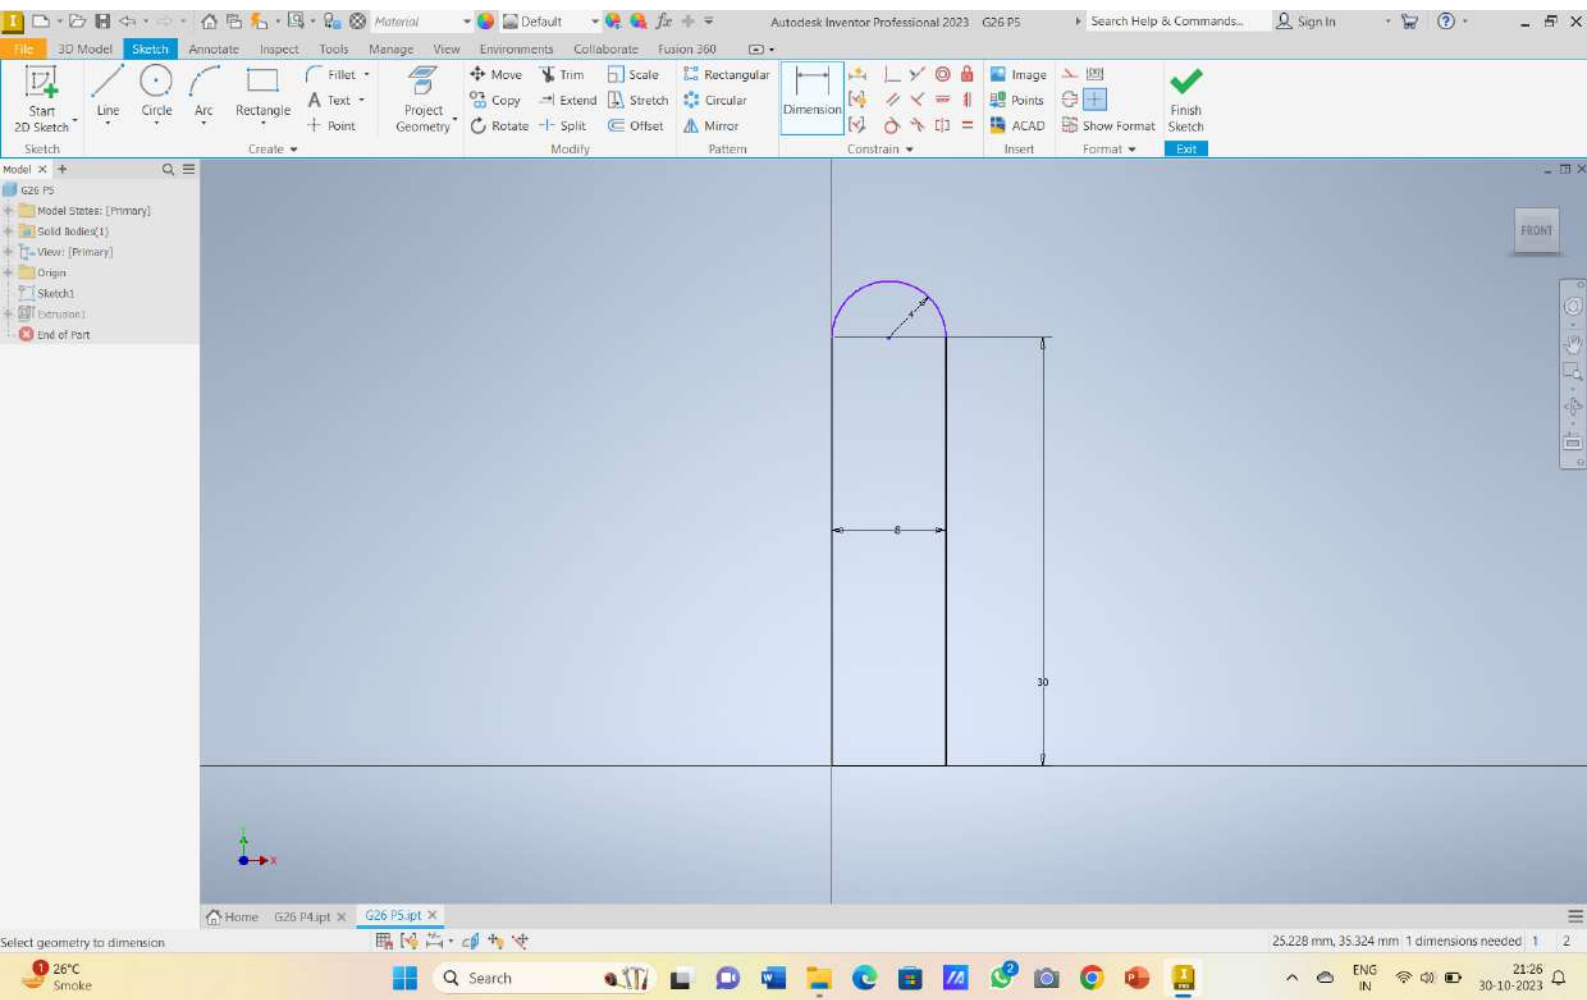 Material
Default
fx
Autodesk Inventor Professional 2023 G26 P5
Search Help & Commands...
Sign In
File 3D Model Sketch Annotate Inspect Tools Manage View Environments Collaborate Fusion 360
Start
2D Sketch
Line
Circle
Arc
Rectangle
Fillet
Text
Point
Project
Geometry
Move
Copy
Rotate
Trim
Extend
Split
Scale
Stretch
Offset
Rectangular
Circular
Mirror
Dimension
Image
Points
ACAD
Show Format
Finish
Sketch
Sketch Create Modify Pattern Constrain Insert Format Exit
Model
G26 P5
Model States: [Primary]
Solid Bodies(1)
View: [Primary]
Origin
Sketch1
Extrusion1
End of Part
FRONT
4
8
30
Y
X
Home G26 P4.ipt G26 P5.ipt
Select geometry to dimension
25.228 mm, 35.324 mm 1 dimensions needed 1 2
1
26°C
Smoke
Search
2
ENG
IN
21:26
30-10-2023